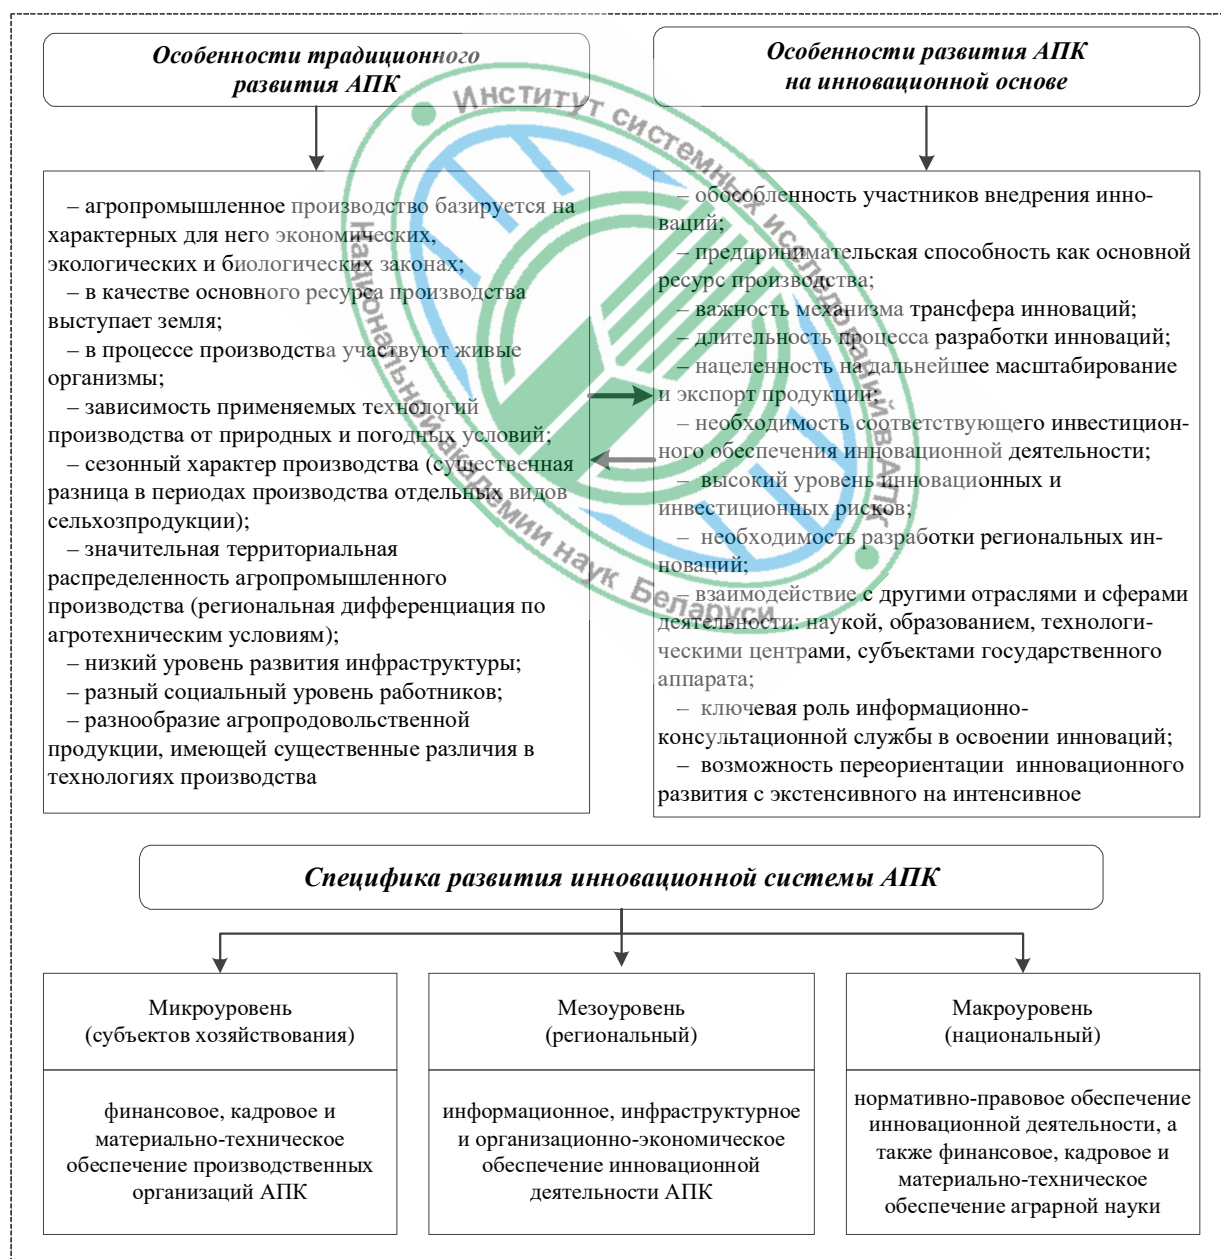 Особенности традиционного
развития АПК
Особенности развития АПК
на инновационной основе
– агропромышленное производство базируется на
характерных для него экономических,
экологических и биологических законах;
– в качестве основного ресурса производства
выступает земля;
– в процессе производства участвуют живые
организмы;
– зависимость применяемых технологий
производства от природных и погодных условий;
– сезонный характер производства (существенная
разница в периодах производства отдельных видов
сельхозпродукции);
– значительная территориальная
распределенность агропромышленного
производства (региональная дифференциация по
агротехническим условиям);
– низкий уровень развития инфраструктуры;
– разный социальный уровень работников;
– разнообразие агропродовольственной
продукции, имеющей существенные различия в
технологиях производства
– обособленность участников внедрения инно-
ваций;
– предпринимательская способность как основной
ресурс производства;
– важность механизма трансфера инноваций;
– длительность процесса разработки инноваций;
– нацеленность на дальнейшее масштабирование
и экспорт продукции;
– необходимость соответствующего инвестицион-
ного обеспечения инновационной деятельности;
– высокий уровень инновационных и
инвестиционных рисков;
– необходимость разработки региональных ин-
новаций;
– взаимодействие с другими отраслями и сферами
деятельности: наукой, образованием, технологи-
ческими центрами, субъектами государственного
аппарата;
– ключевая роль информационно-
консультационной службы в освоении инноваций;
– возможность переориентации инновационного
развития с экстенсивного на интенсивное
Институт системных исследований в АПК
Национальной академии наук Беларуси
Специфика развития инновационной системы АПК
Микроуровень
(субъектов хозяйствования)
финансовое, кадровое и
материально-техническое
обеспечение производственных
организаций АПК
Мезоуровень
(региональный)
информационное, инфраструктурное
и организационно-экономическое
обеспечение инновационной
деятельности АПК
Макроуровень
(национальный)
нормативно-правовое обеспечение
инновационной деятельности, а
также финансовое, кадровое и
материально-техническое
обеспечение аграрной науки